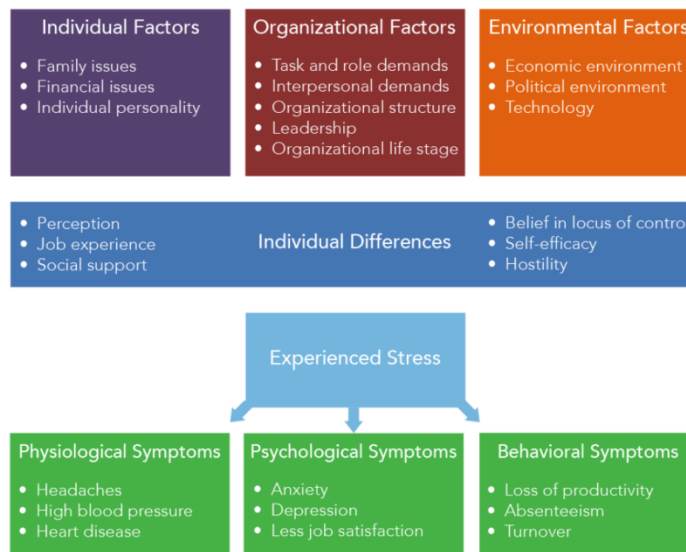 Individual Factors
• Family issues
• Financial issues
• Individual personality
Organizational Factors
• Task and role demands
• Interpersonal demands
• Organizational structure
• Leadership
• Organizational life stage
Environmental Factors
• Economic environment
• Political environment
• Technology
• Perception
• Job experience
• Social support
Individual Differences
• Belief in locus of control
• Self-efficacy
• Hostility
Experienced Stress
Physiological Symptoms
• Headaches
• High blood pressure
• Heart disease
Psychological Symptoms
• Anxiety
• Depression
• Less job satisfaction
Behavioral Symptoms
• Loss of productivity
• Absenteeism
• Turnover